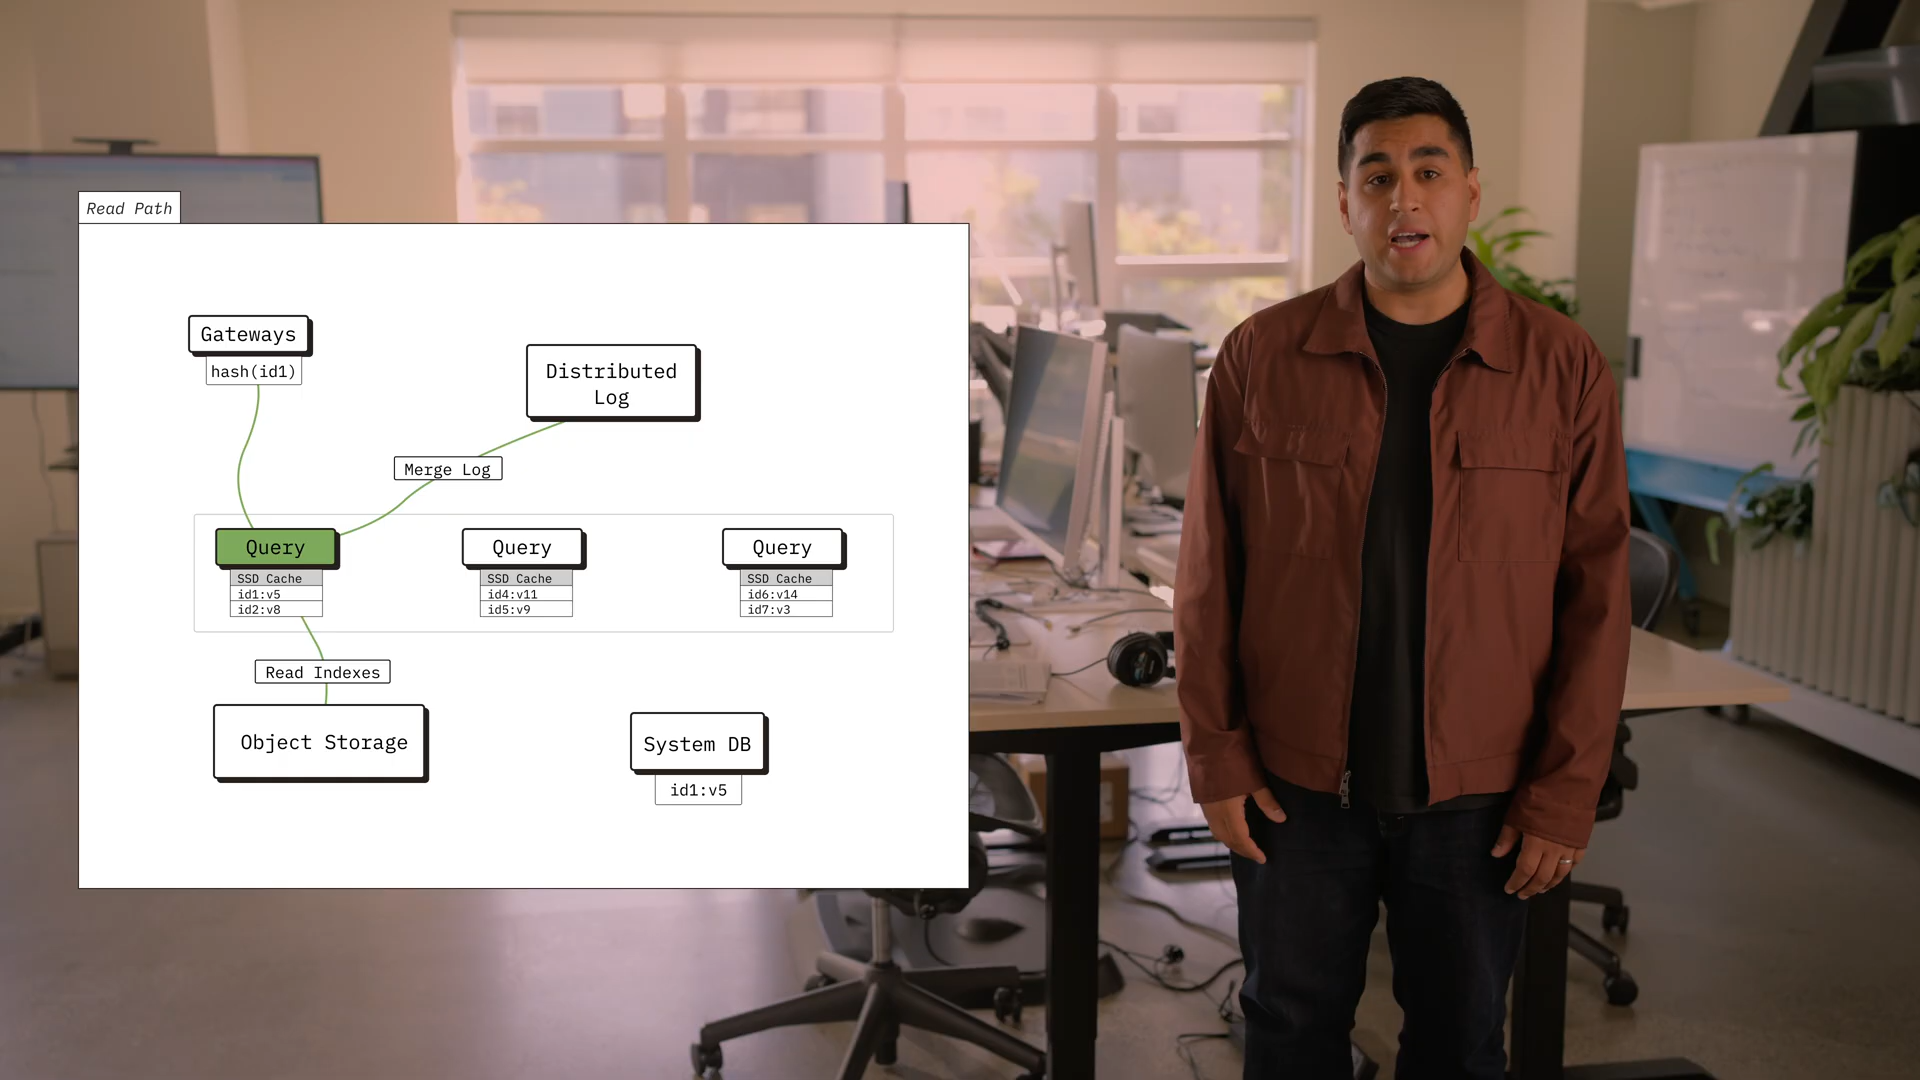 Read Path
Gateways
hash(id1)
Distributed
Log
Merge Log
Query
SSD Cache
id1:v5
id2:v8
Query
SSD Cache
id4:v11
id5:v9
Query
SSD Cache
id6:v14
id7:v3
Read Indexes
Object Storage
System DB
id1:v5